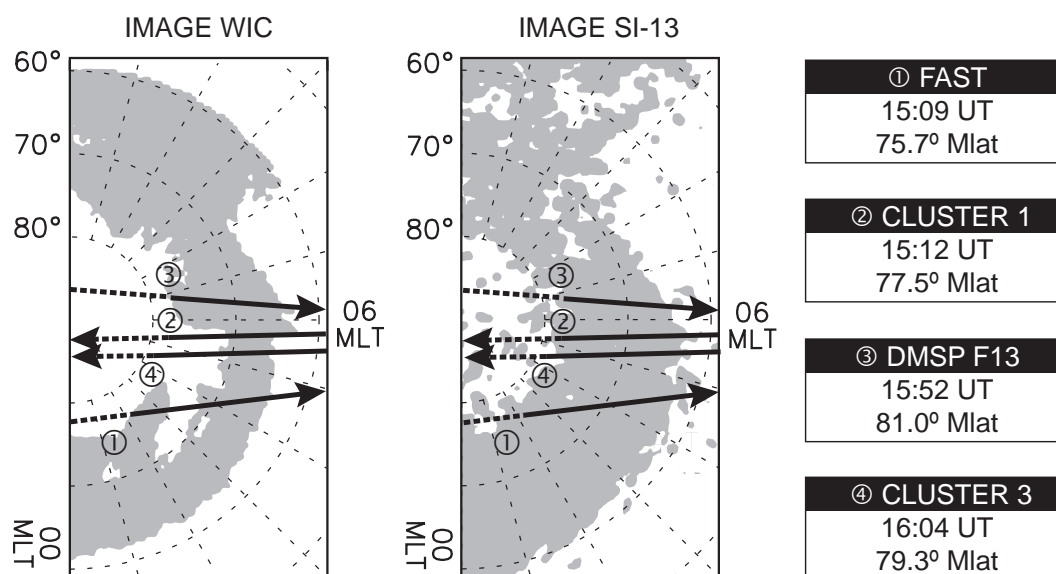 IMAGE WIC
60°
70°
80°
③
②
④
①
06
MLT
00
MLT
IMAGE SI-13
60°
70°
80°
③
②
④
①
06
MLT
00
MLT
① FAST
15:09 UT
75.7º Mlat
② CLUSTER 1
15:12 UT
77.5º Mlat
③ DMSP F13
15:52 UT
81.0º Mlat
④ CLUSTER 3
16:04 UT
79.3º Mlat